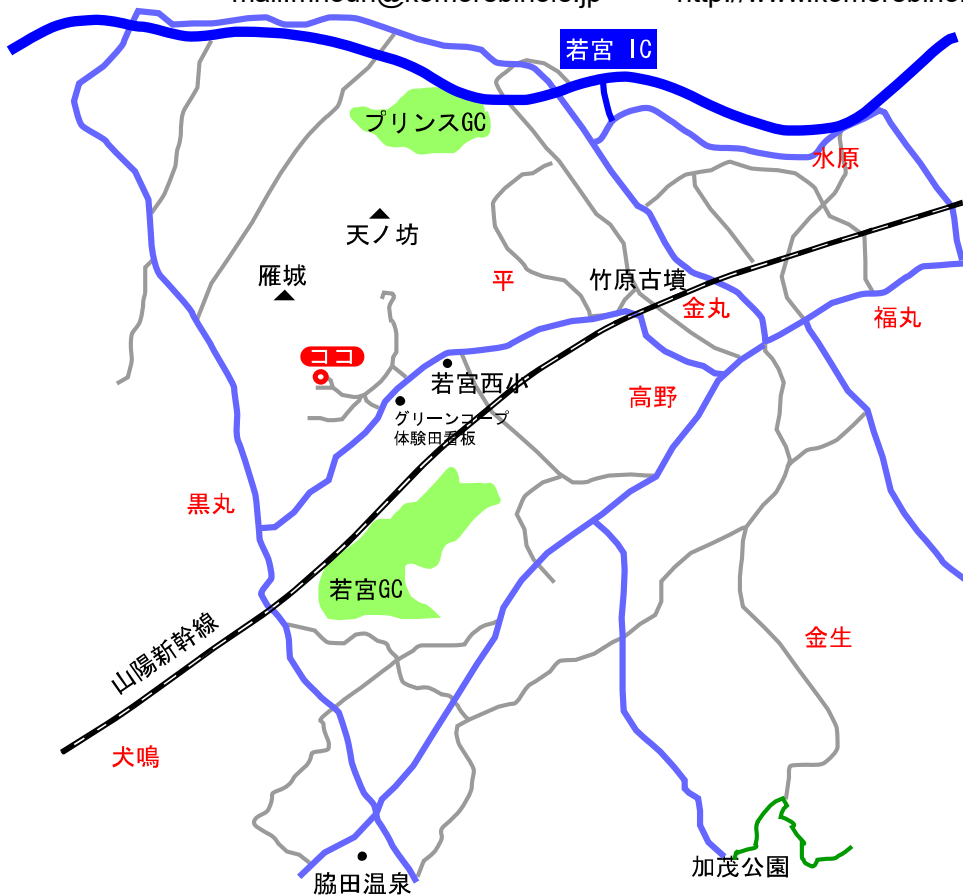 若宮 IC
プリンスGC
水原
天ノ坊
雁城
平
竹原古墳
金丸
福丸
ココ
若宮西小
高野
グリーンコープ
体験田看板
黒丸
若宮GC
山陽新幹線
金生
犬鳴
加茂公園
脇田温泉